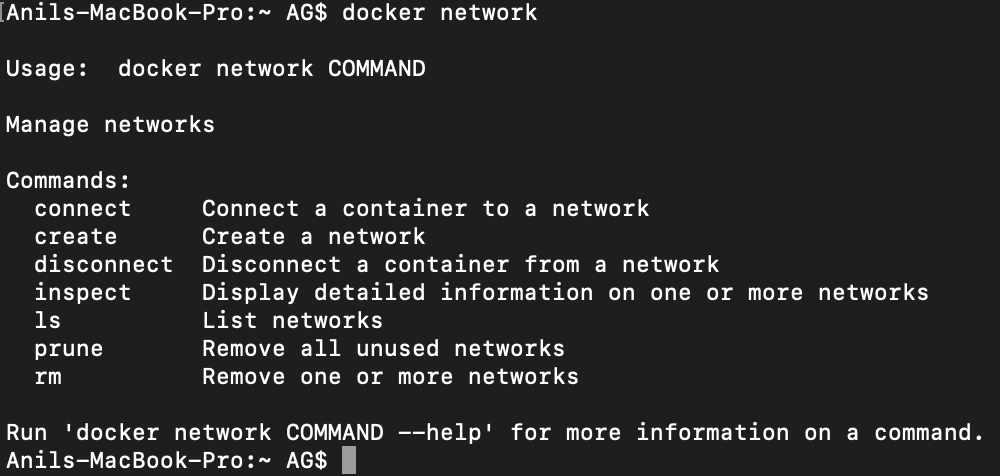 Anils-MacBook-Pro:~ AG$ docker network
Usage:  docker network COMMAND
Manage networks
Commands:
  connect     Connect a container to a network
  create      Create a network
  disconnect  Disconnect a container from a network
  inspect     Display detailed information on one or more networks
  ls          List networks
  prune       Remove all unused networks
  rm          Remove one or more networks
Run 'docker network COMMAND --help' for more information on a command.
Anils-MacBook-Pro:~ AG$